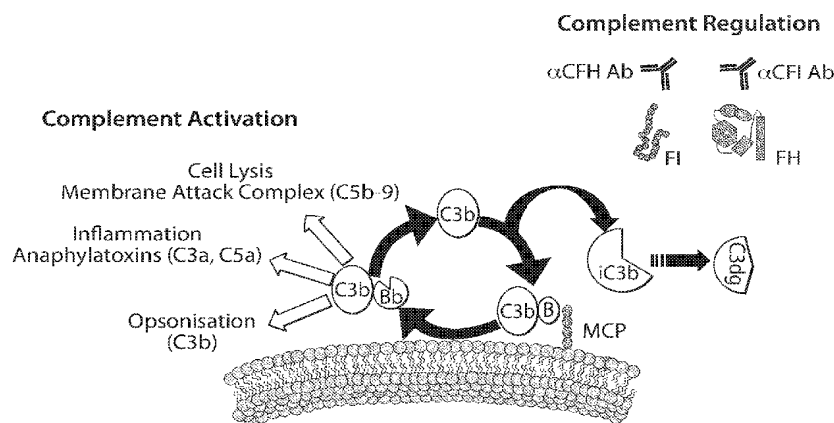 Complement Regulation
αCFH Ab
αCFI Ab
FI
FH
Complement Activation
Cell Lysis
Membrane Attack Complex (C5b-9)
Inflammation
Anaphylatoxins (C3a, C5a)
Opsonisation
(C3b)
C3b
C3b
Bb
C3b
B
MCP
iC3b
C3dg